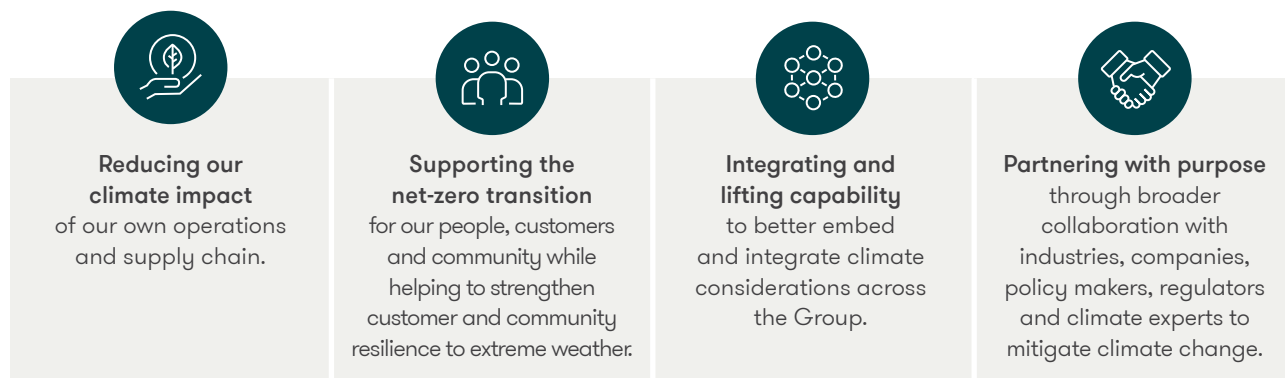 Reducing our
climate impact
of our own operations
and supply chain.
Supporting the
net-zero transition
for our people, customers
and community while
helping to strengthen
customer and community
resilience to extreme weather.
Integrating and
lifting capability
to better embed
and integrate climate
considerations across
the Group.
Partnering with purpose
through broader
collaboration with
industries, companies,
policy makers, regulators
and climate experts to
mitigate climate change.